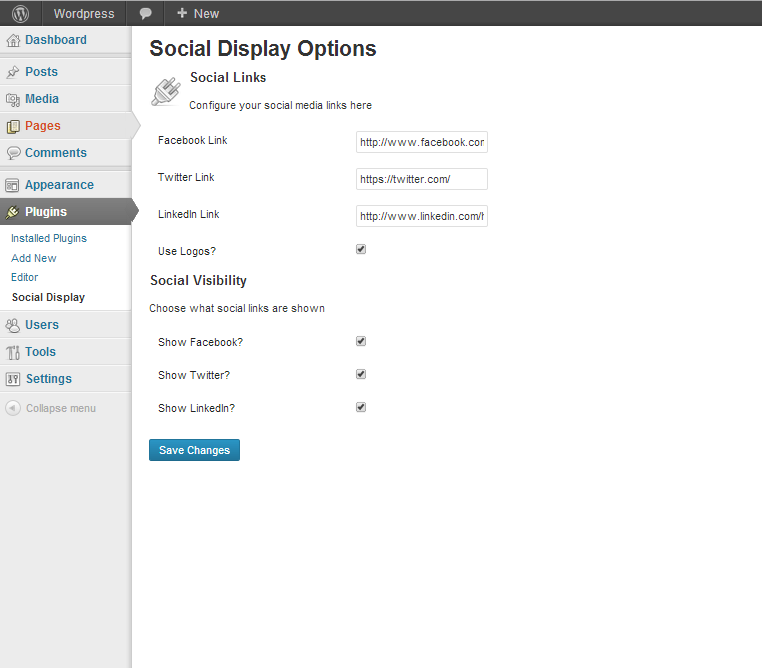 Wordpress
New
Dashboard
Posts
Media
Pages
Comments
Appearance
Plugins
Installed Plugins
Add New
Editor
Social Display
Users
Tools
Settings
Collapse menu
Social Display Options
Social Links
Configure your social media links here
Facebook Link http://www.facebook.cor
Twitter Link https://twitter.com/
LinkedIn Link http://www.linkedin.com/h
Use Logos?
Social Visibility
Choose what social links are shown
Show Facebook?
Show Twitter?
Show LinkedIn?
Save Changes